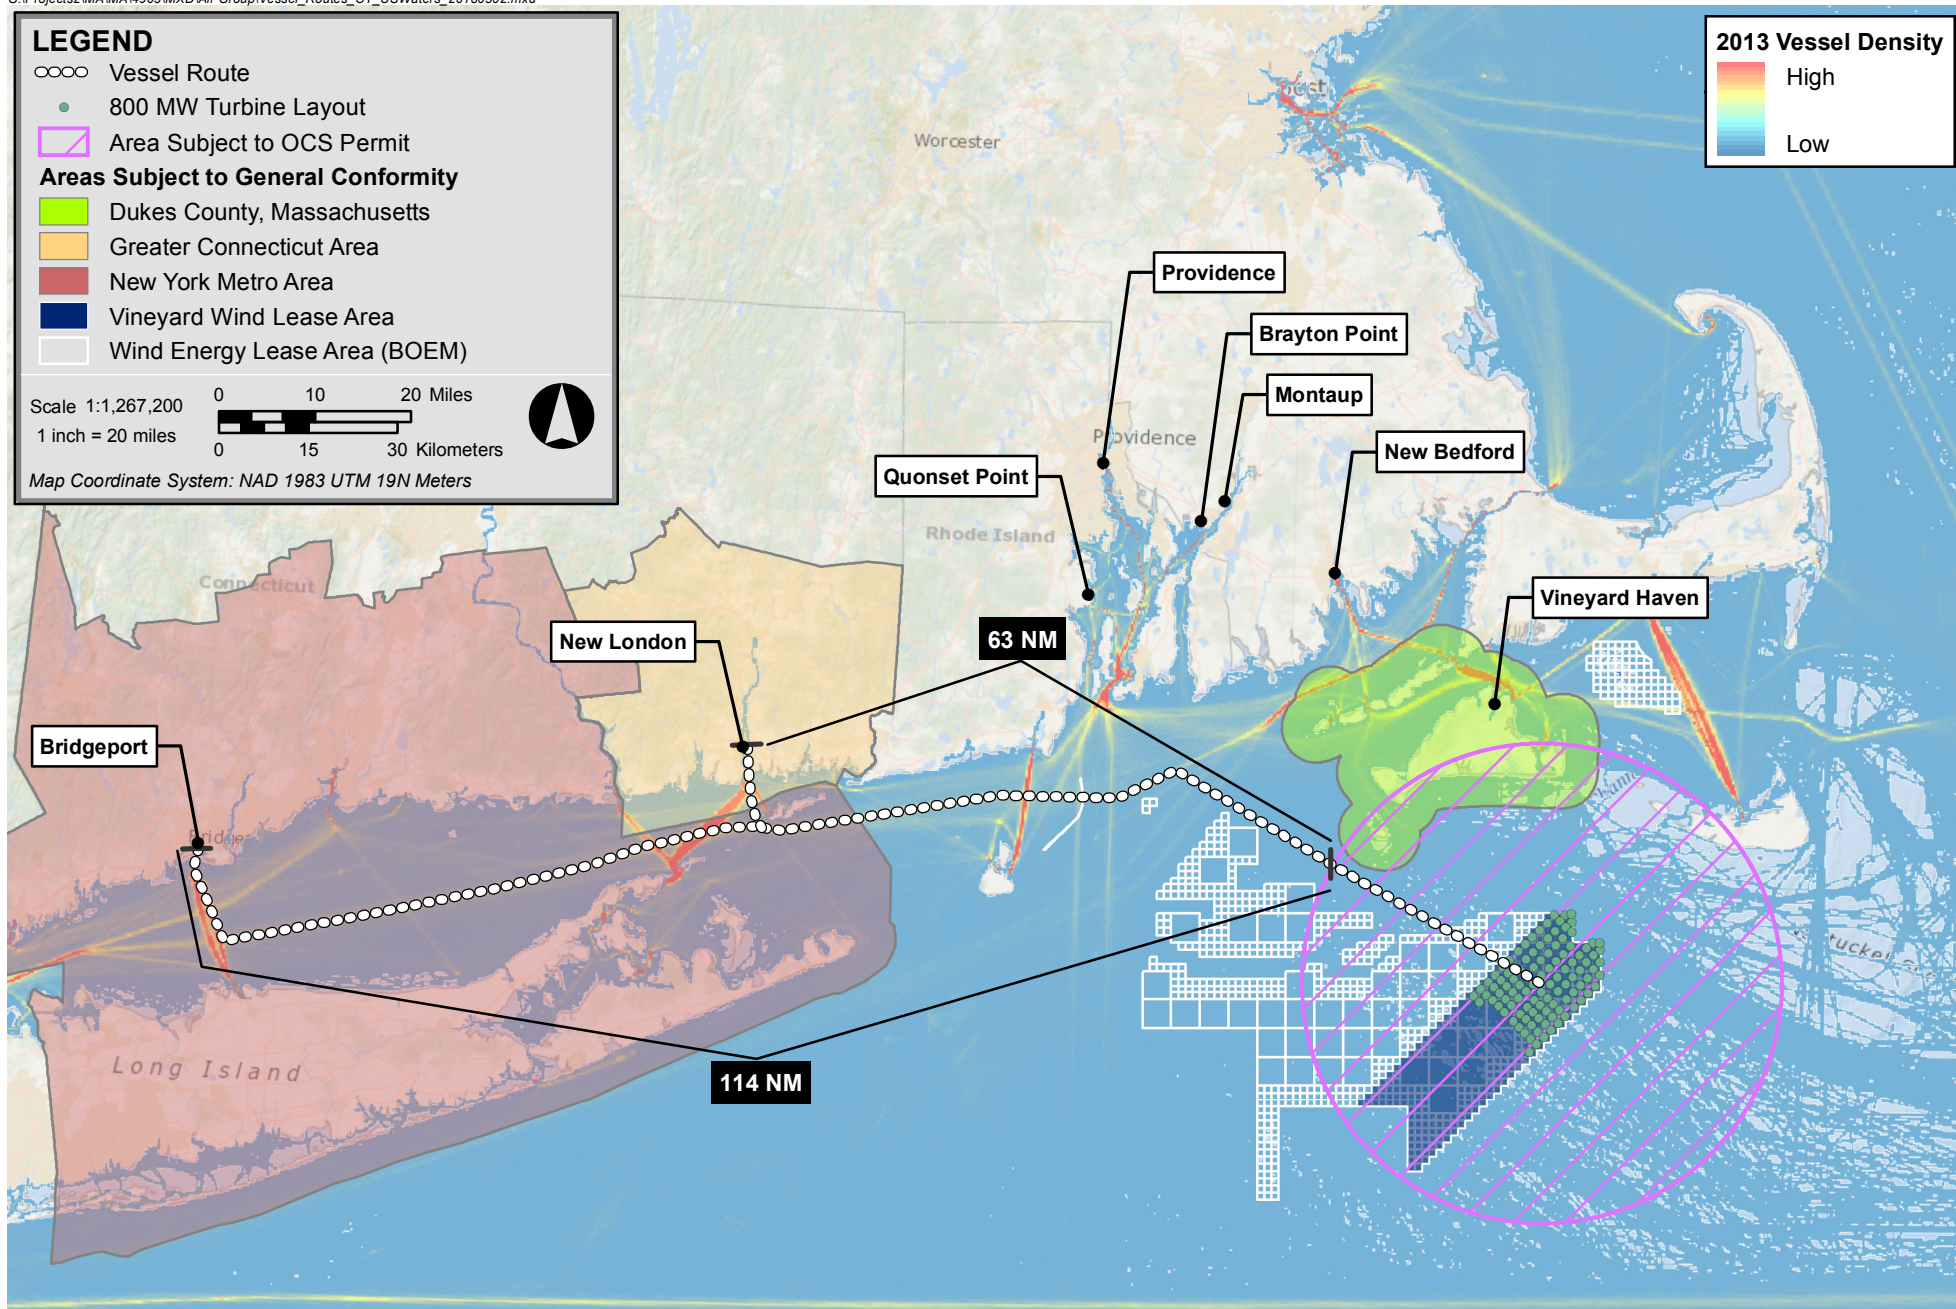 LEGEND
Vessel Route
800 MW Turbine Layout
Area Subject to OCS Permit
Areas Subject to General Conformity
Dukes County, Massachusetts
Greater Connecticut Area
New York Metro Area
Vineyard Wind Lease Area
Wind Energy Lease Area (BOEM)
Scale 1:1,267,200
1 inch = 20 miles
0 10 20 Miles
0 15 30 Kilometers
Map Coordinate System: NAD 1983 UTM 19N Meters
2013 Vessel Density
High
Low
Worcester
Providence
Brayton Point
Montaup
Providence
New Bedford
Quonset Point
Rhode Island
Connecticut
Vineyard Haven
New London
63 NM
Bridgeport
Long Island
114 NM